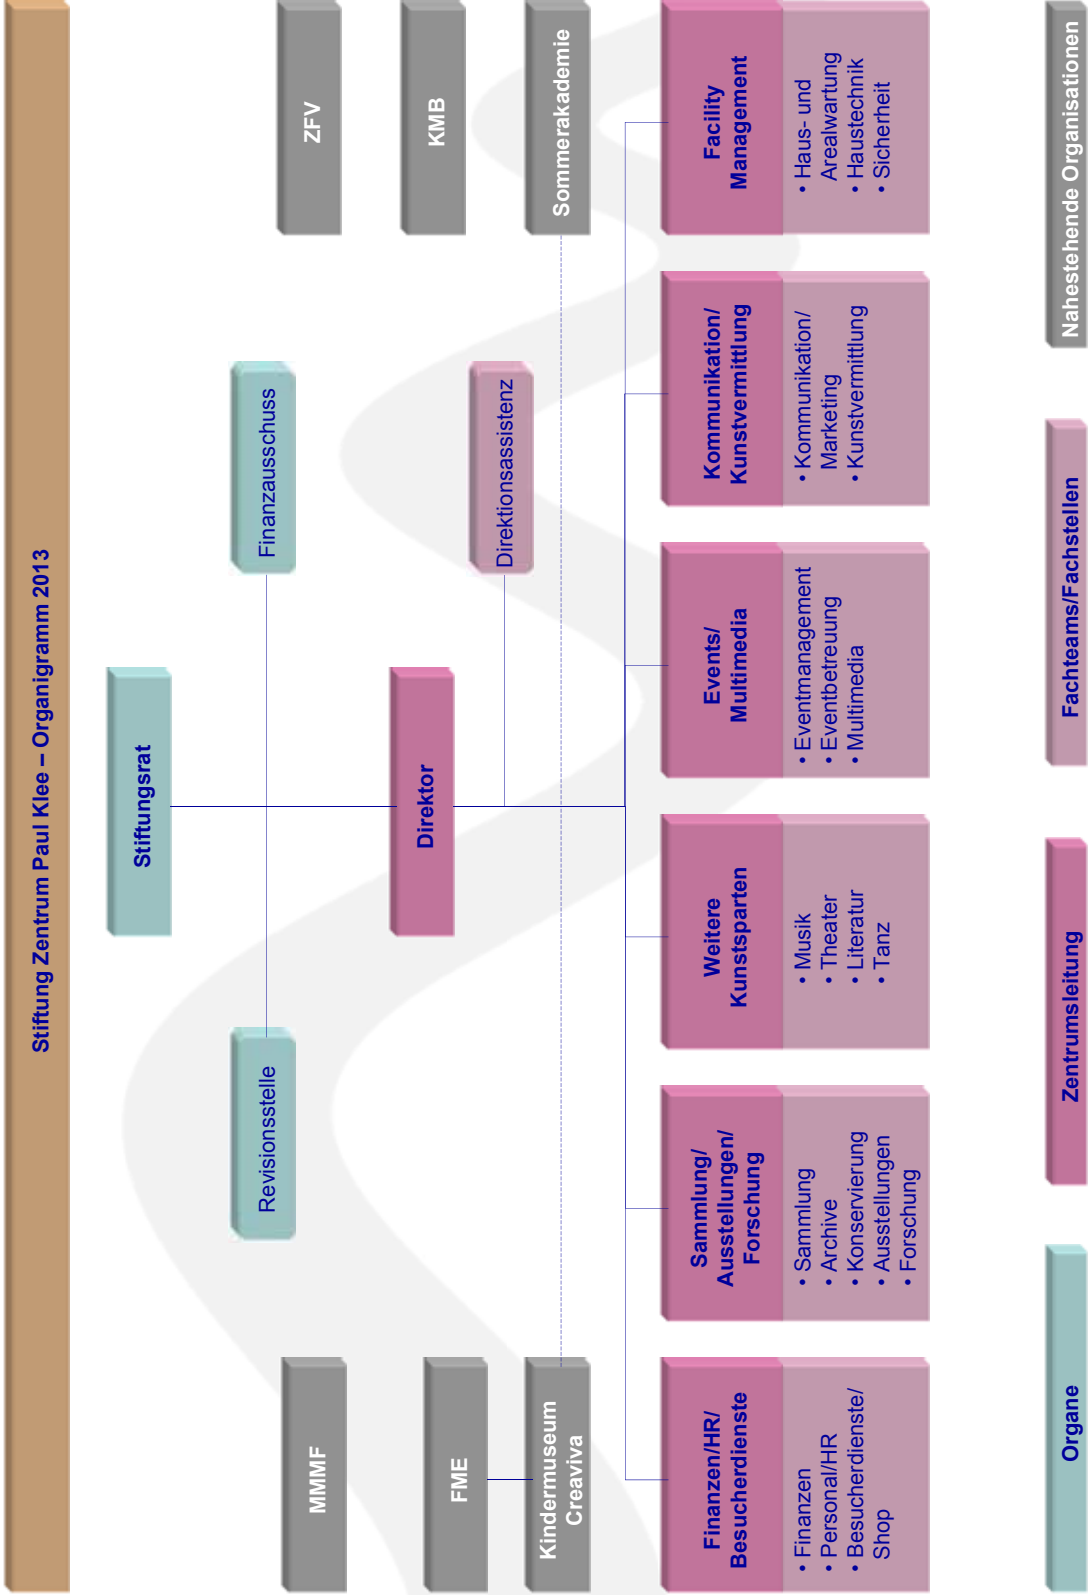 Stiftung Zentrum Paul Klee – Organigramm 2013
Stiftungsrat
Revisionsstelle
Finanzausschuss
MMMF
ZFV
Direktor
FME
KMB
Direktionsassistenz
Kindermuseum
Creaviva
Sommerakademie
Finanzen/HR/
Besucherdienste
• Finanzen
• Personal/HR
• Besucherdienste/
Shop
Sammlung/
Ausstellungen/
Forschung
• Sammlung
• Archive
• Konservierung
• Ausstellungen
• Forschung
Weitere
Kunstsparten
• Musik
• Theater
• Literatur
• Tanz
Events/
Multimedia
• Eventmanagement
• Eventbetreuung
• Multimedia
Kommunikation/
Kunstvermittlung
• Kommunikation/
Marketing
• Kunstvermittlung
Facility
Management
• Haus- und
Arealwartung
• Haustechnik
• Sicherheit
Organe
Zentrumsleitung
Fachteams/Fachstellen
Nahestehende Organisationen